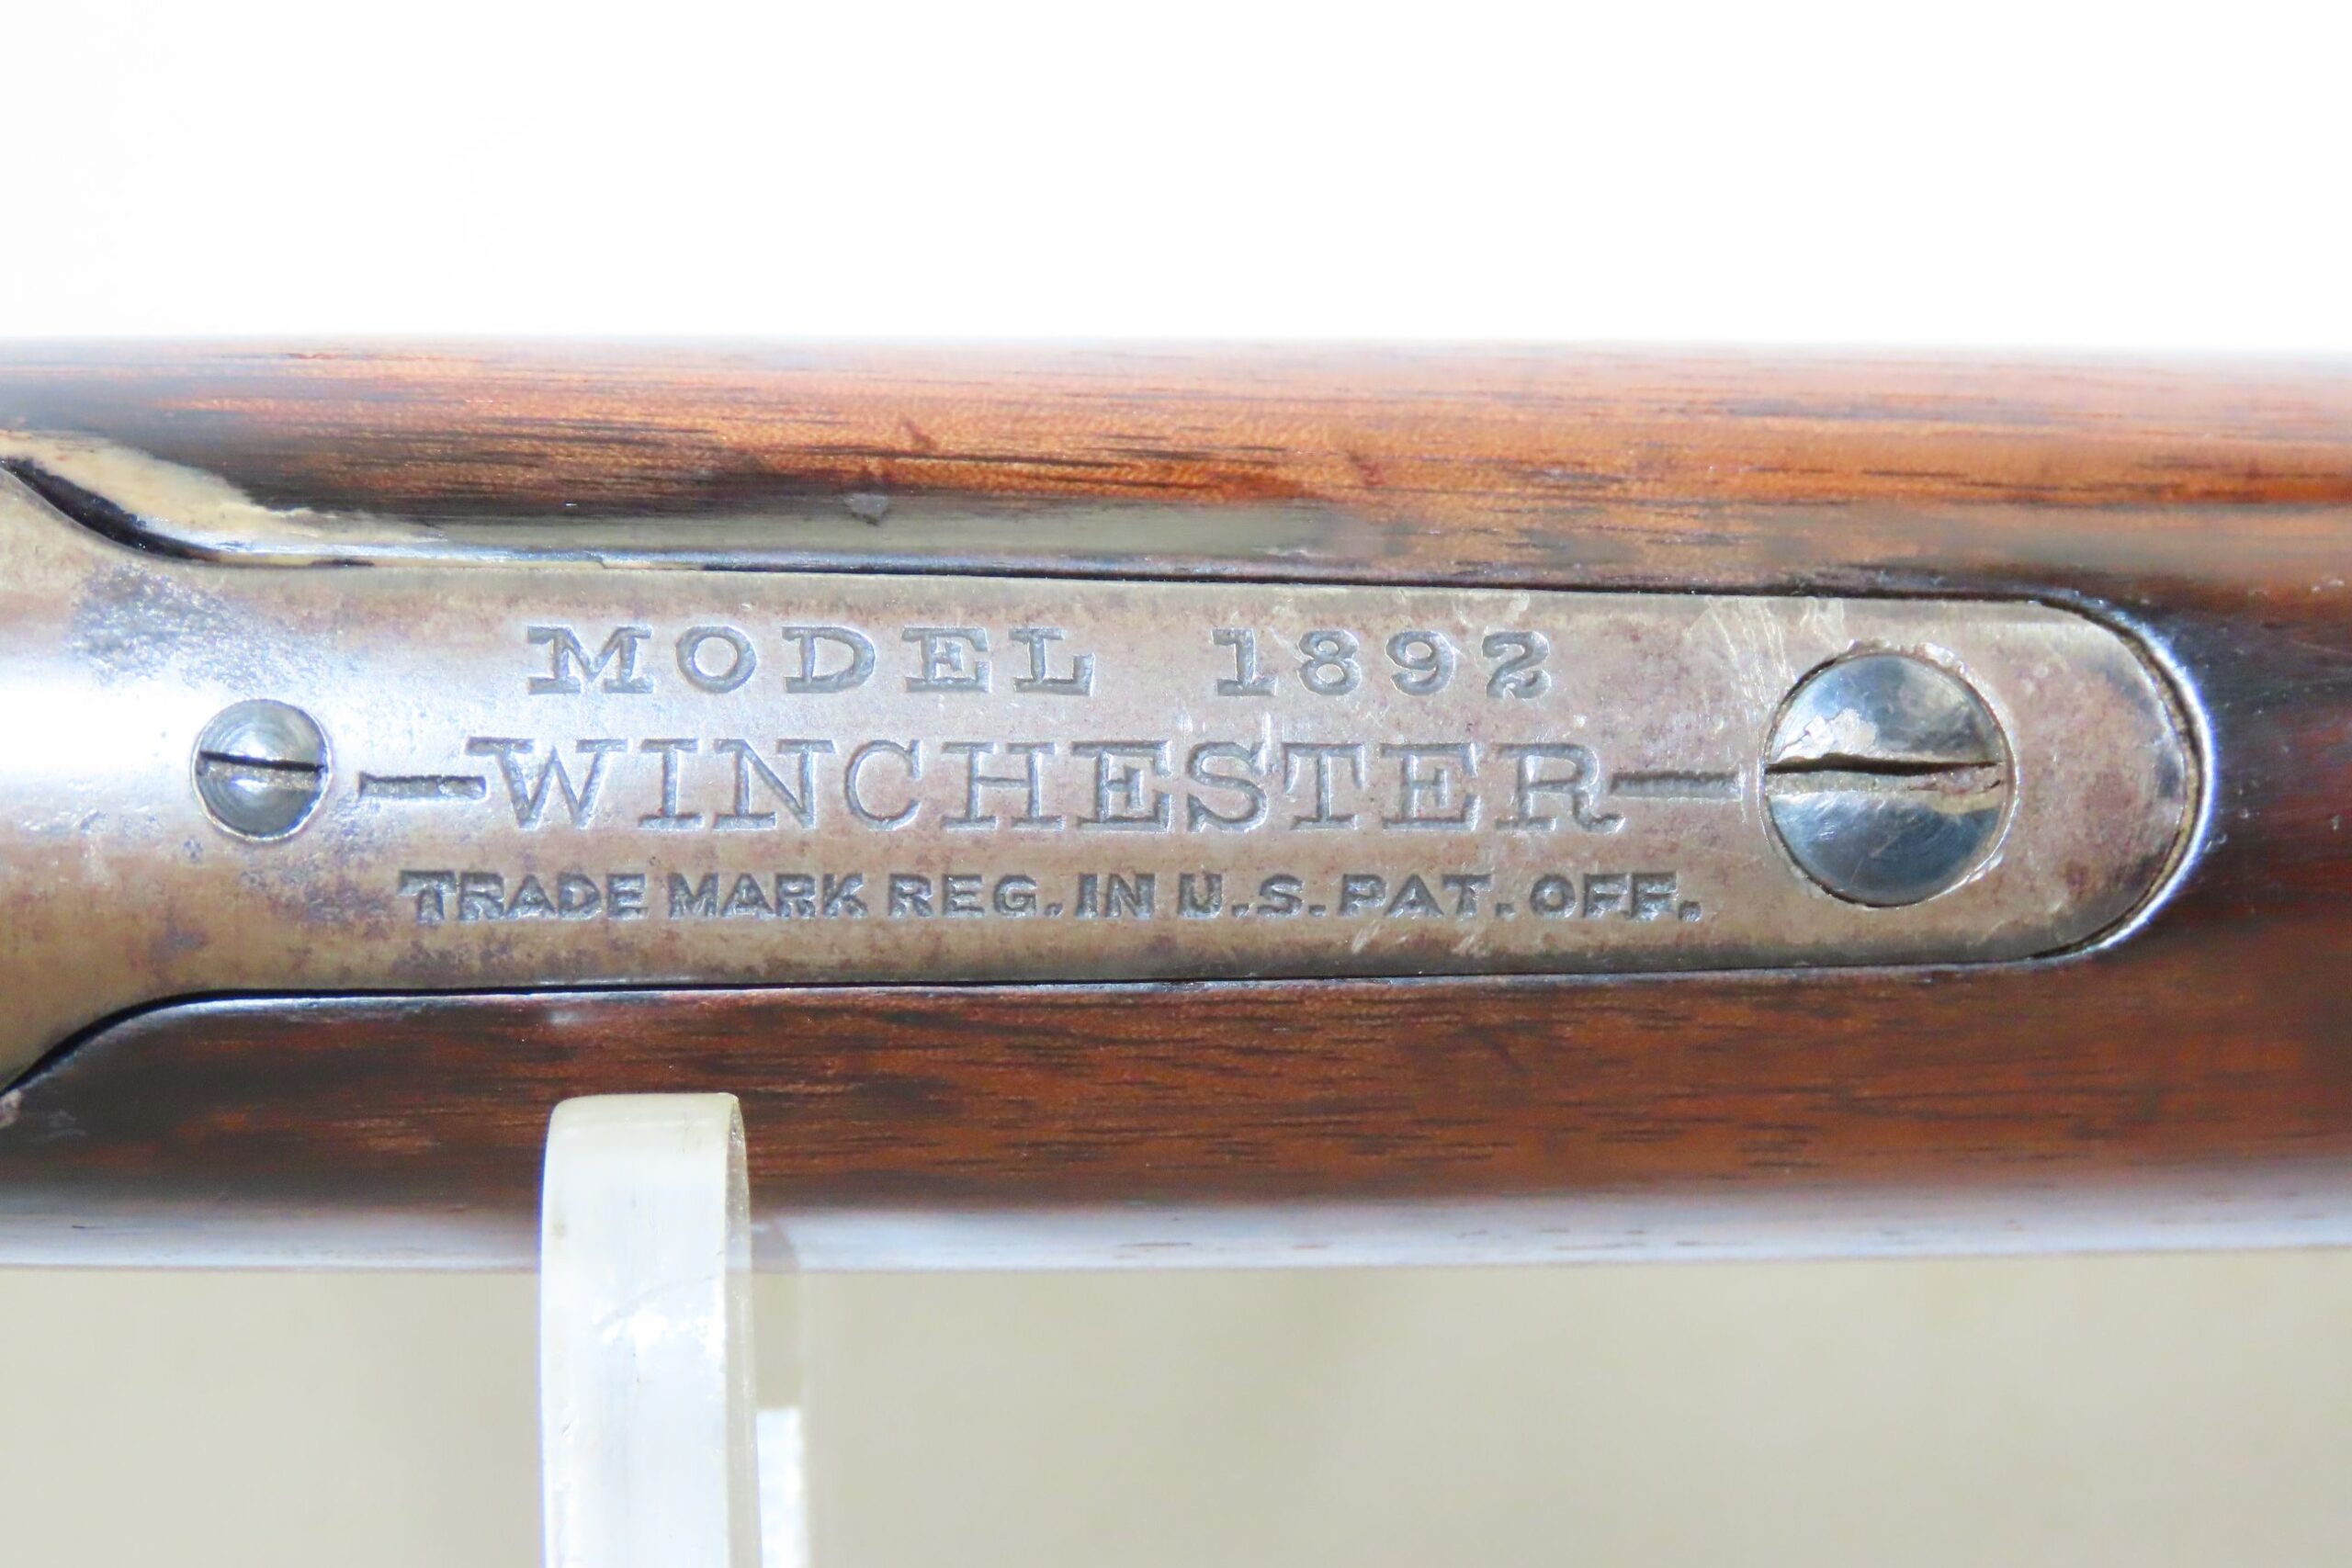 MODEL 1892
—WINCHESTER—
TRADE MARK REG. IN U.S. PAT. OFF.